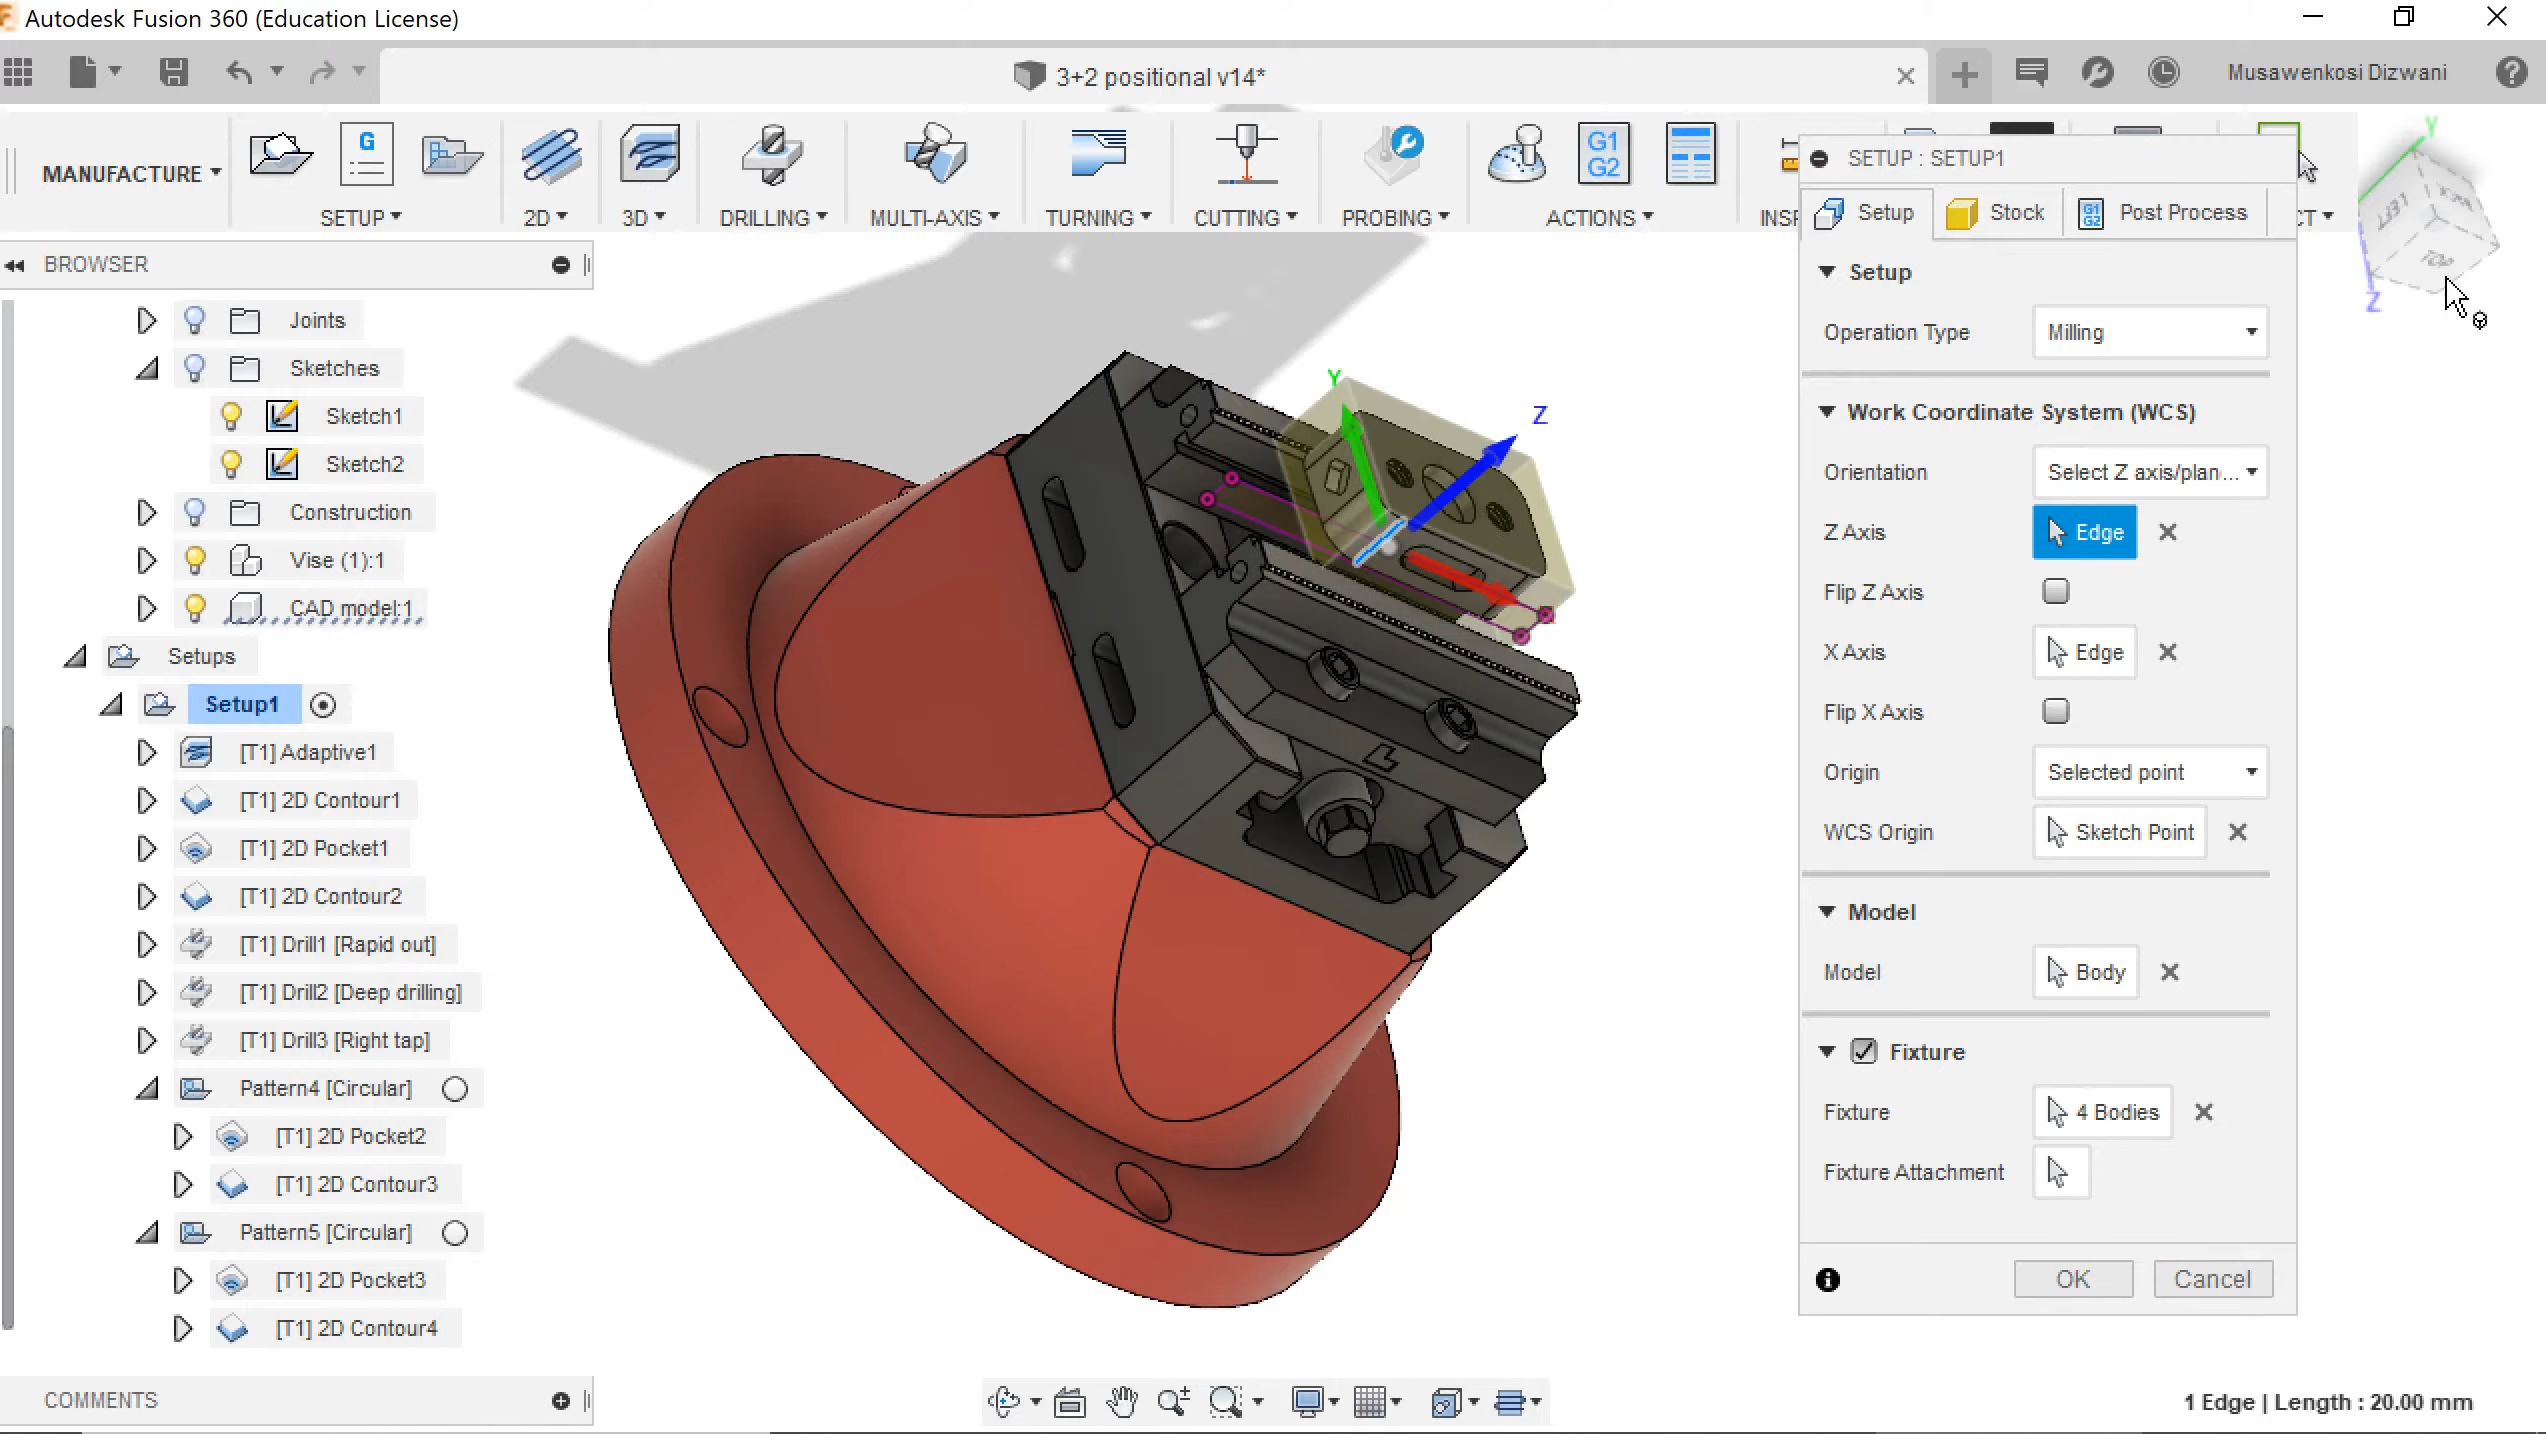 Autodesk Fusion 360 (Education License)
3+2 positional v14*
Musawenkosi Dizwani
MANUFACTURE
G
G1
G2
SETUP
2D
3D
DRILLING
MULTI-AXIS
TURNING
CUTTING
PROBING
ACTIONS
INSP
CT
BROWSER
Joints
Sketches
Sketch1
Sketch2
Construction
Vise (1):1
CAD model:1
Setups
Setup1
[T1] Adaptive1
[T1] 2D Contour1
[T1] 2D Pocket1
[T1] 2D Contour2
[T1] Drill1 [Rapid out]
[T1] Drill2 [Deep drilling]
[T1] Drill3 [Right tap]
Pattern4 [Circular]
[T1] 2D Pocket2
[T1] 2D Contour3
Pattern5 [Circular]
[T1] 2D Pocket3
[T1] 2D Contour4
COMMENTS
Y
Z
SETUP : SETUP1
Setup
Stock
G1
G2
Post Process
Setup
Operation Type
Milling
Work Coordinate System (WCS)
Orientation
Select Z axis/plan...
Z Axis
Edge
Flip Z Axis
X Axis
Edge
Flip X Axis
Origin
Selected point
WCS Origin
Sketch Point
Model
Model
Body
Fixture
Fixture
4 Bodies
Fixture Attachment
OK
Cancel
Y
LEFT
TOP
Z
1 Edge | Length : 20.00 mm